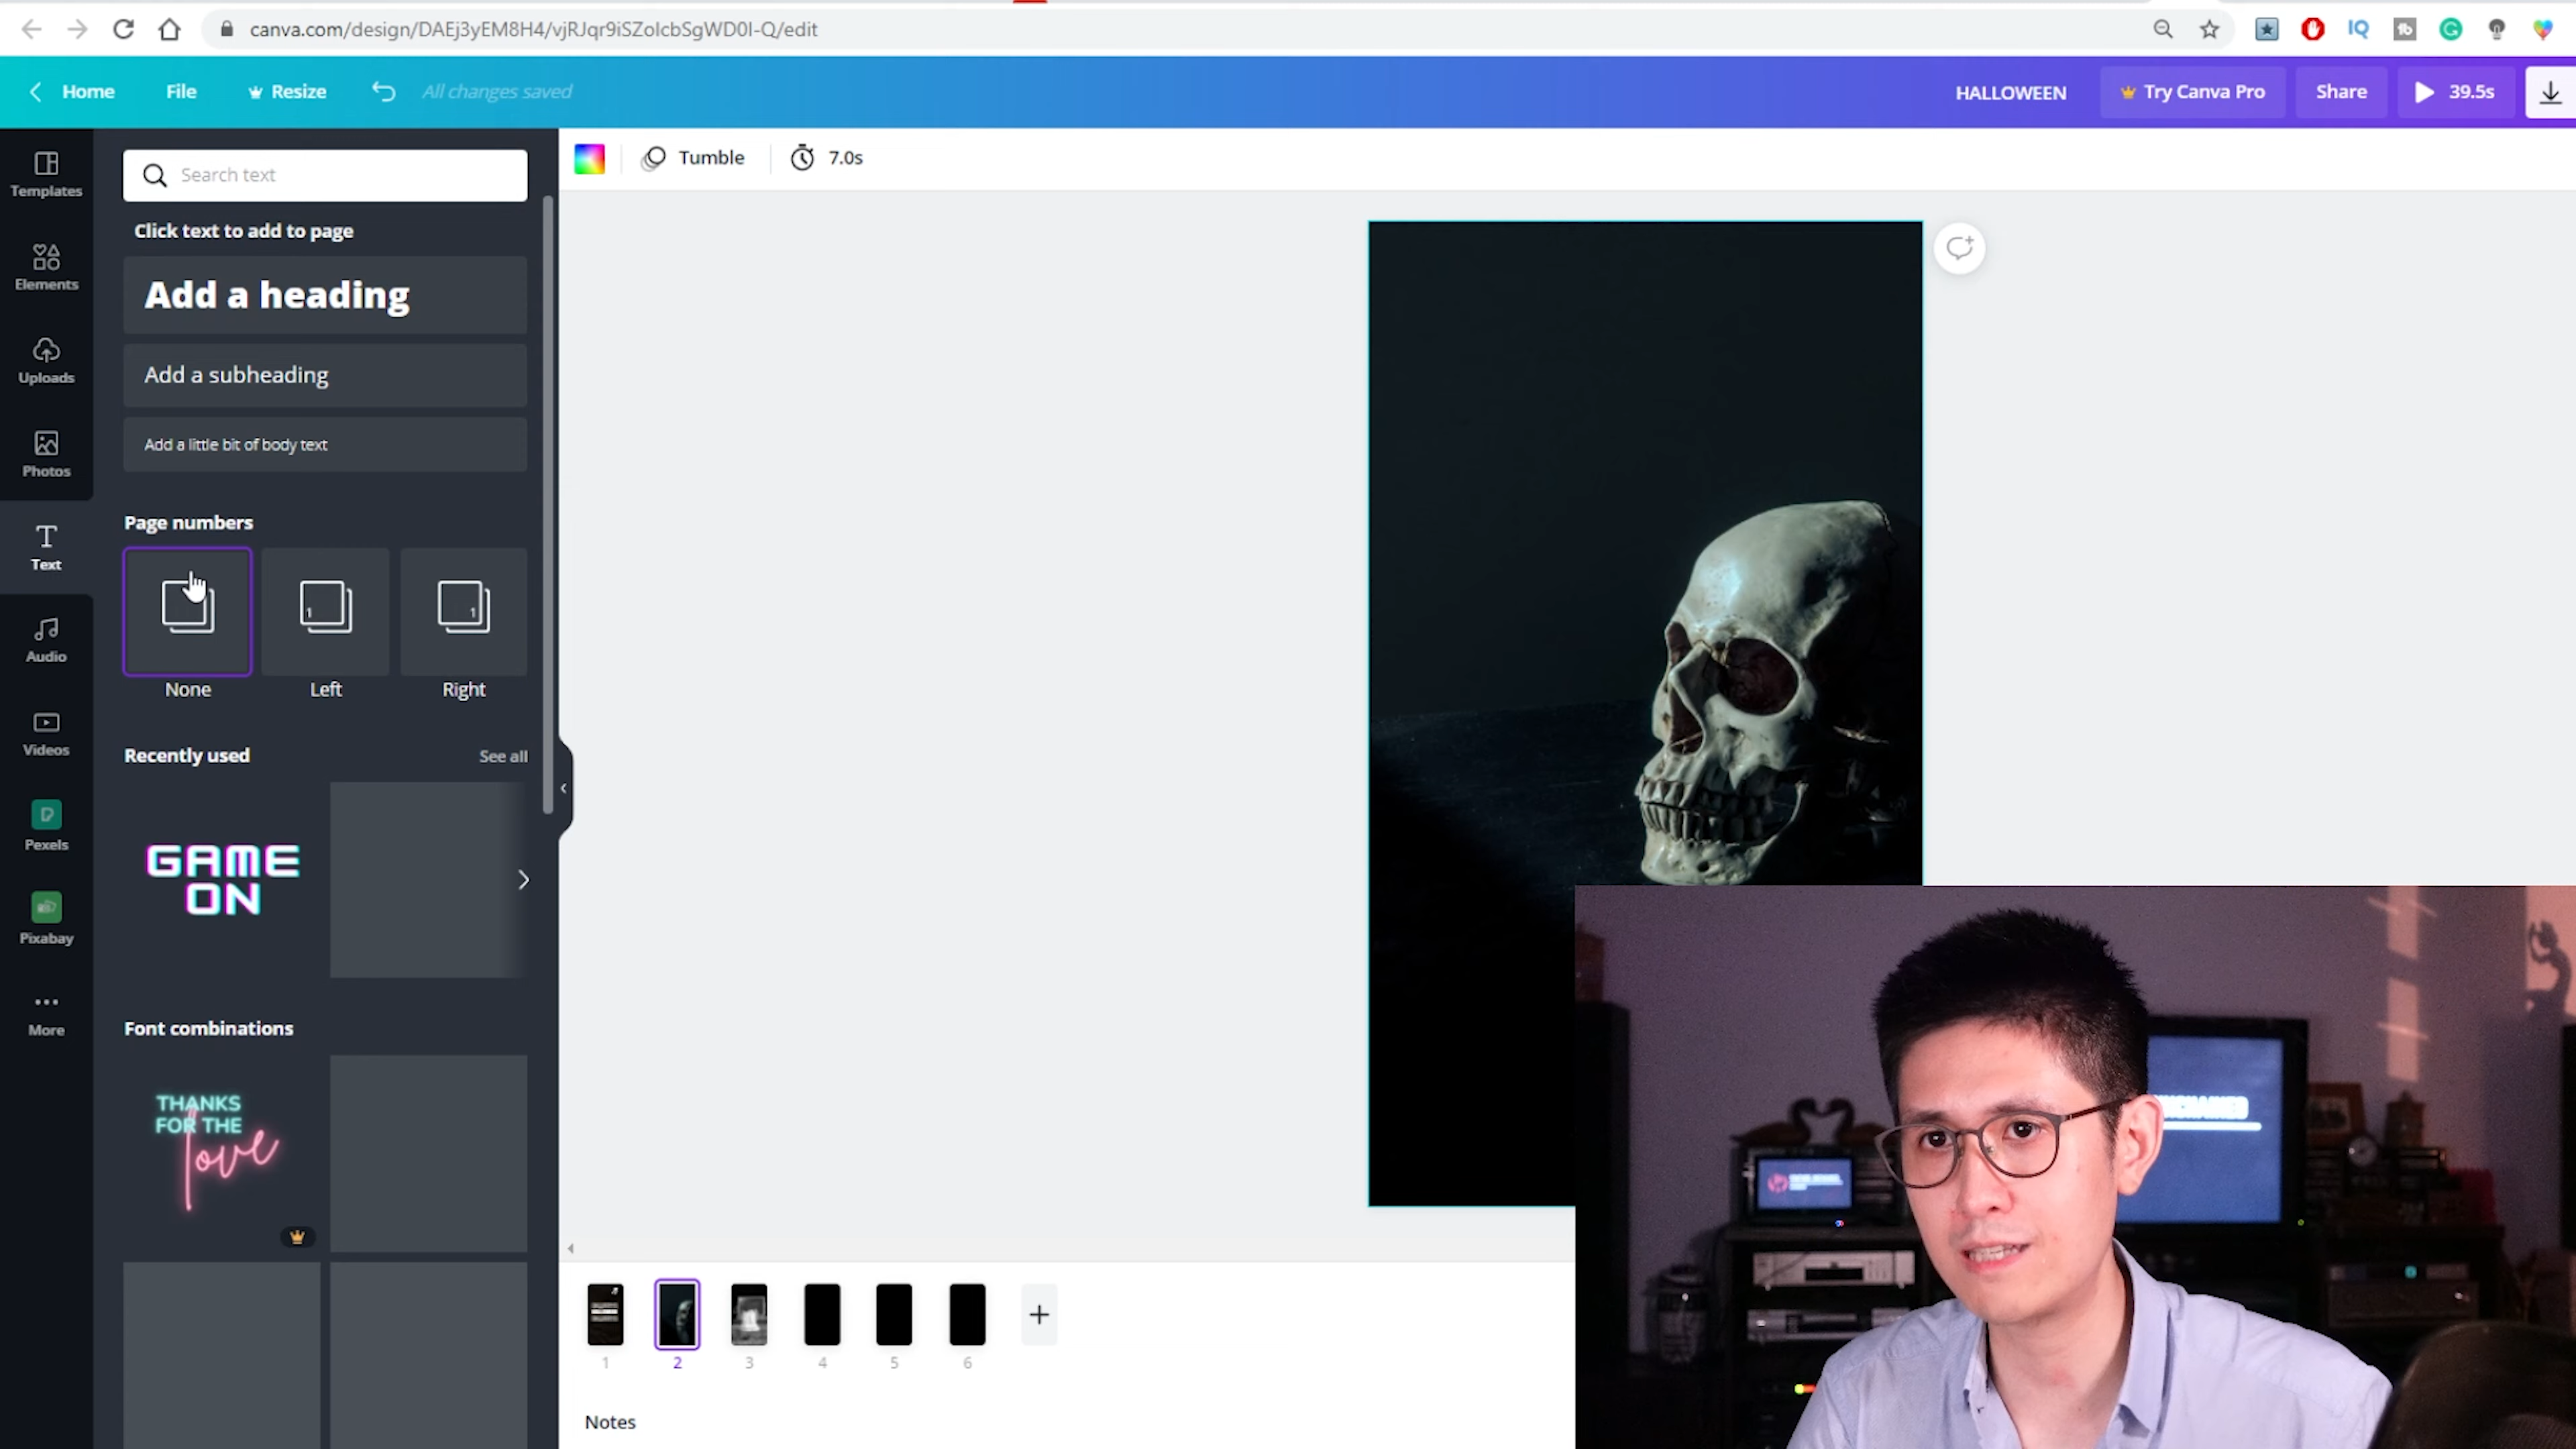 canva.com/design/DAEj3yEM8H4/vjRJqr9iSZolcbSgWD0I-Q/edit
IQ
Home
File
Resize
All changes saved
HALLOWEEN
Try Canva Pro
Share
39.5s
Templates
Elements
Uploads
Photos
Text
Audio
Videos
Pexels
Pixabay
More
Search text
Click text to add to page
Add a heading
Add a subheading
Add a little bit of body text
Page numbers
1
1
None
Left
Right
Recently used
See all
GAME
ON
Font combinations
THANKS
FOR THE
love
Tumble
7.0s
1
2
3
4
5
6
Notes